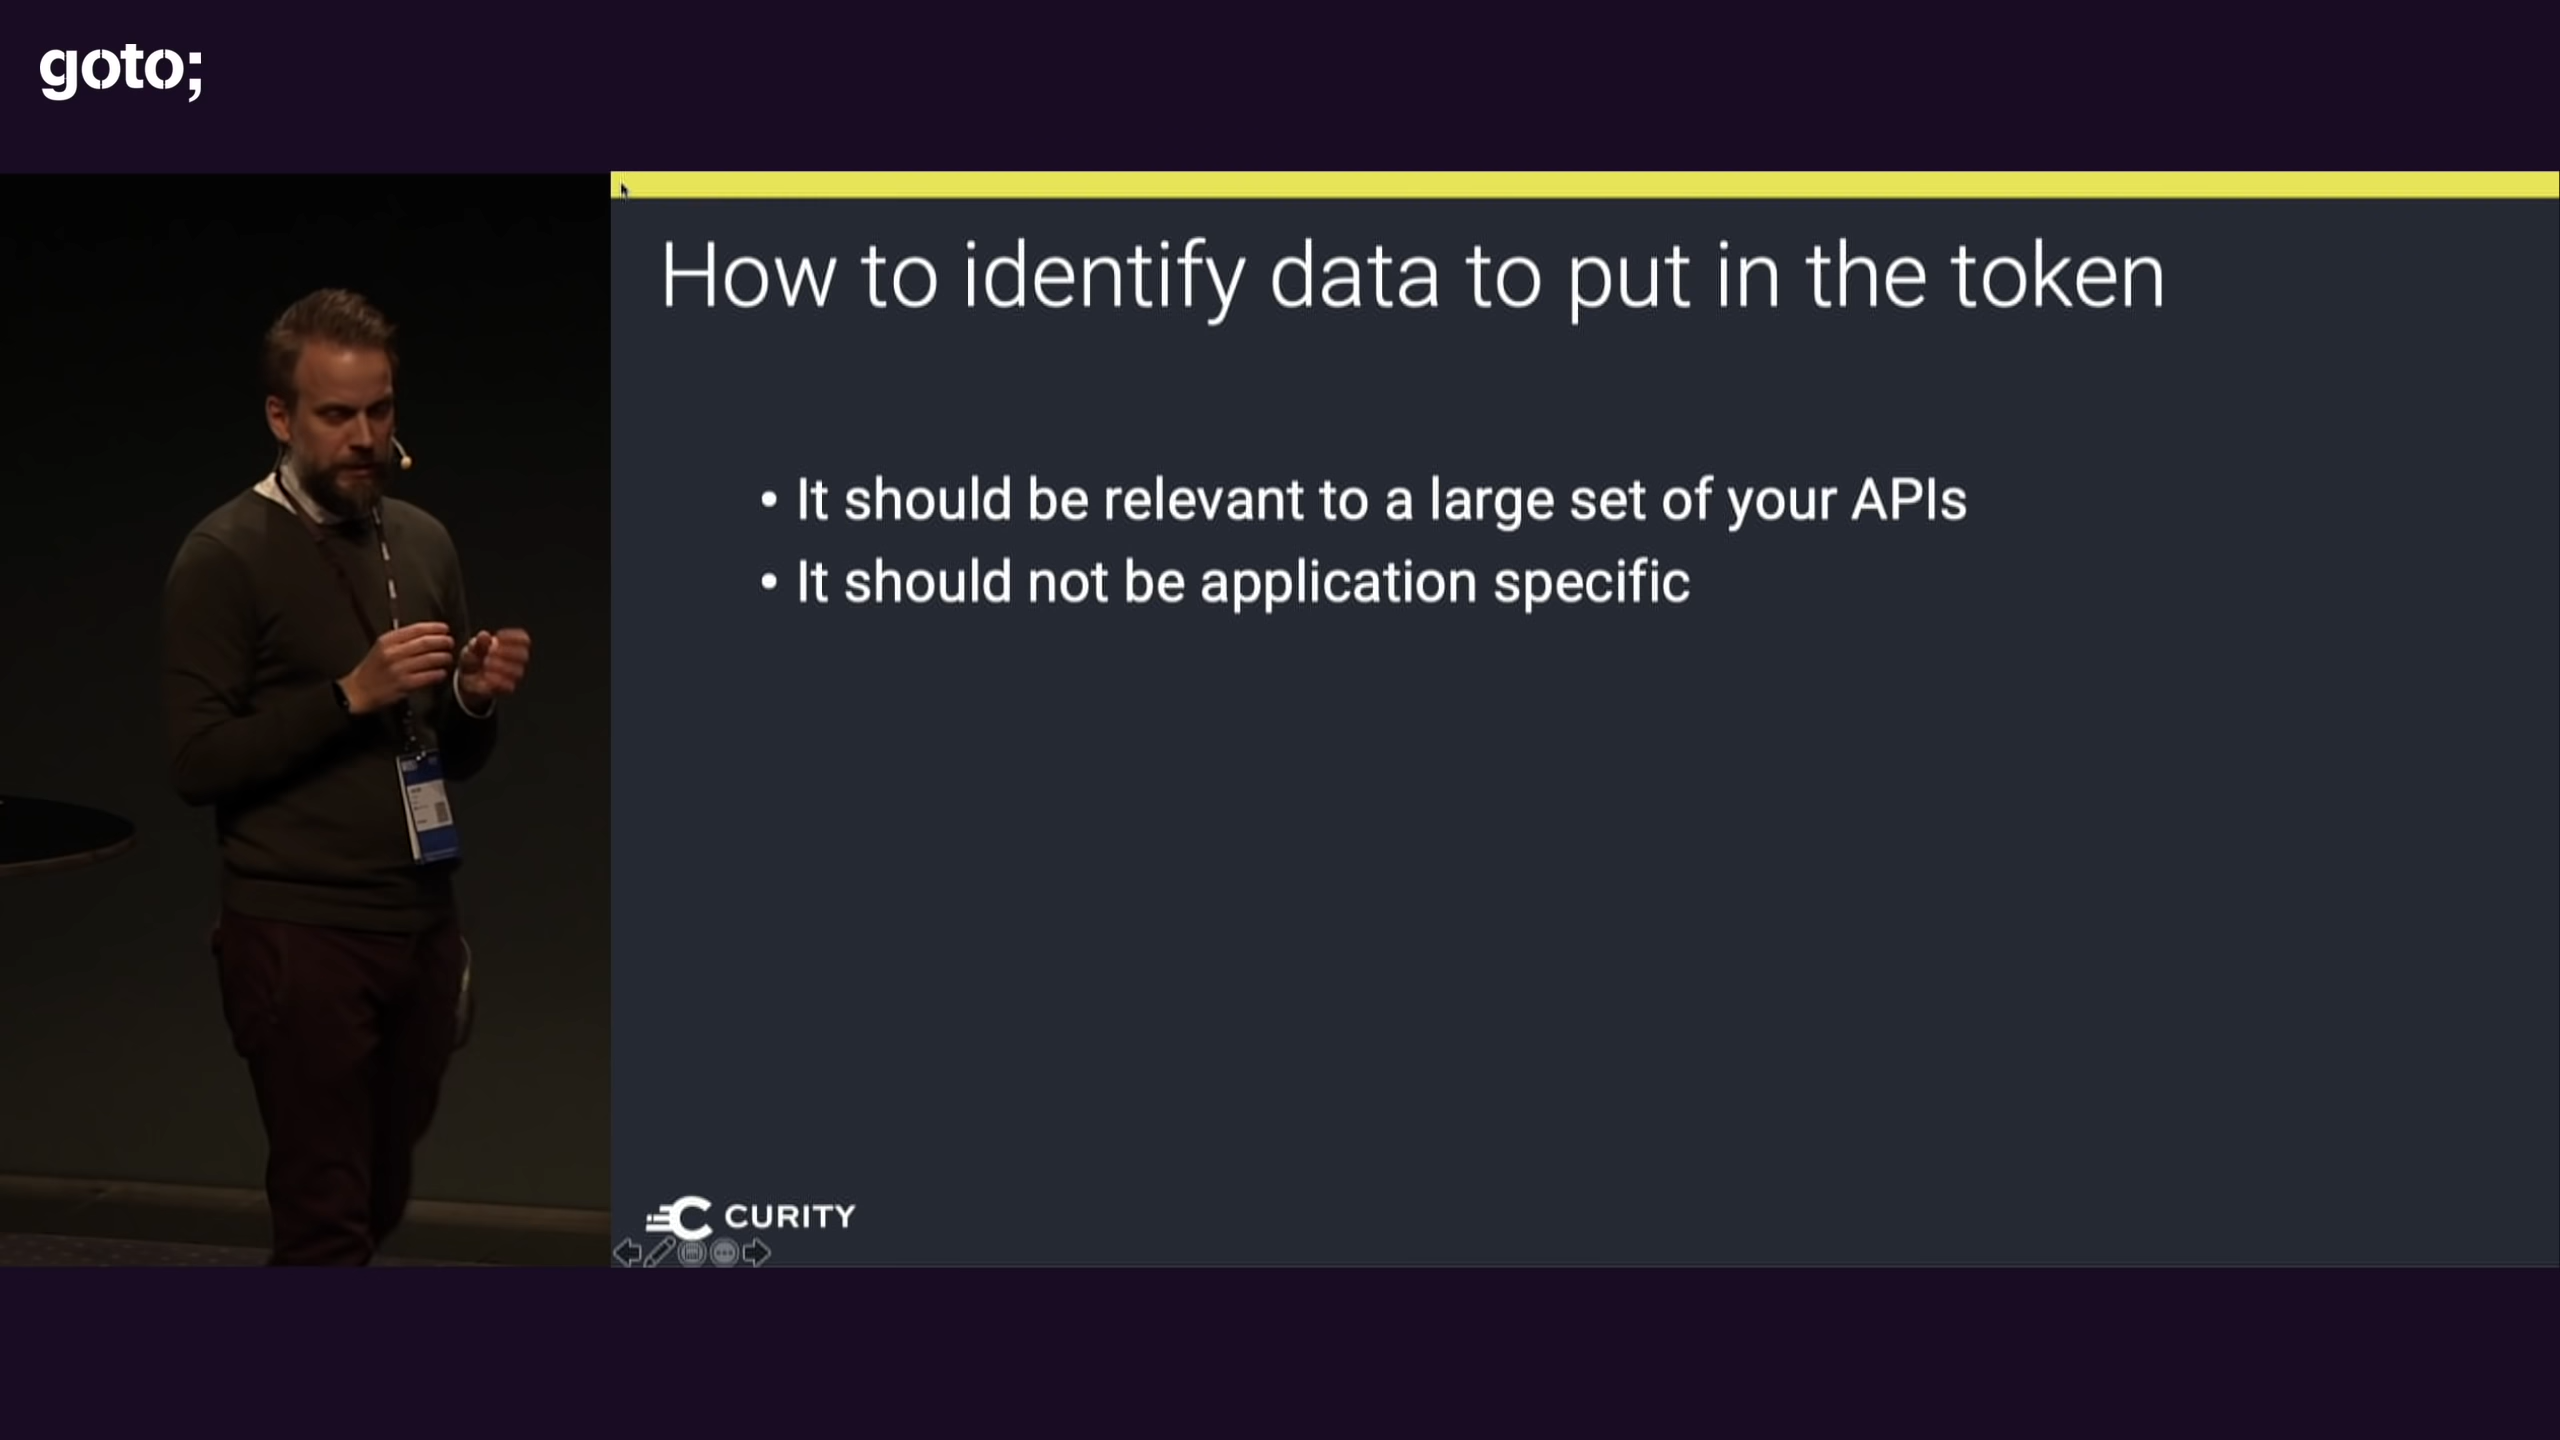 goto;
How to identify data to put in the token
• It should be relevant to a large set of your APIs
• It should not be application specific
CURITY